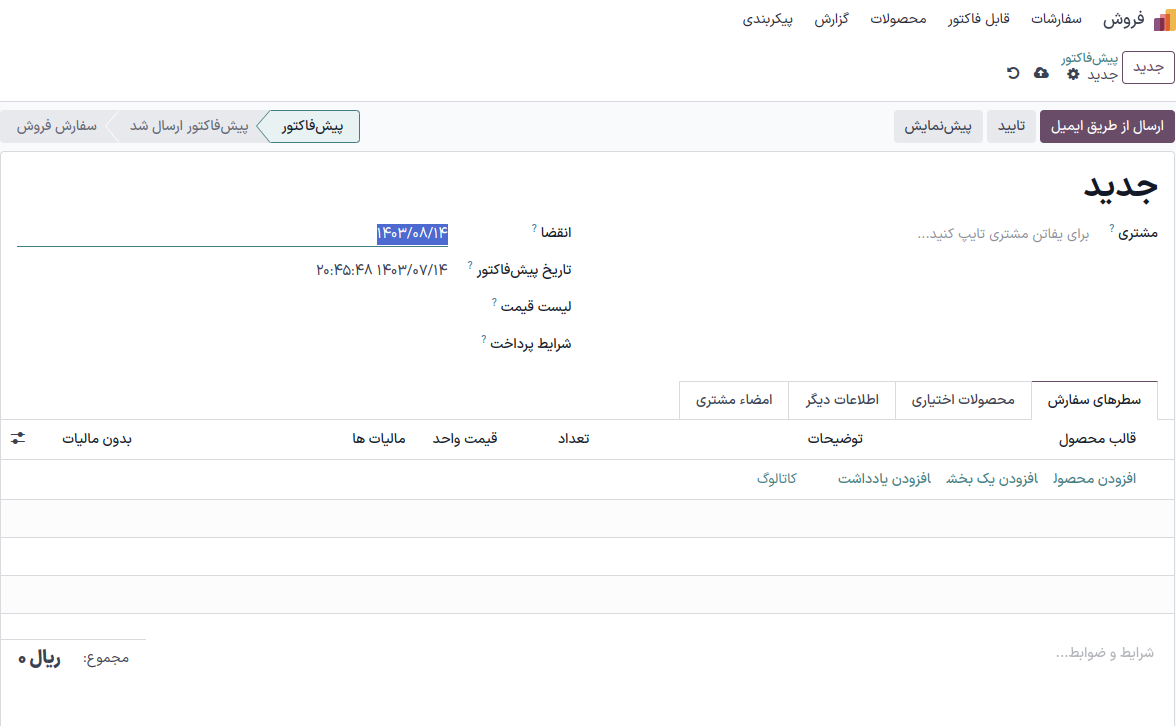 فروش سفارشات قابل فاکتور محصولات گزارش پیکربندی
جدید
پیش‌فاکتور
جدید
ارسال از طریق ایمیل تایید پیش‌نمایش پیش‌فاکتور پیش‌فاکتور ارسال شد سفارش فروش
جدید
مشتری ? برای یفاتن مشتری تایپ کنید...
انقضا ? ۱۴۰۳/۰۸/۱۴
تاریخ پیش‌فاکتور ? ۱۴۰۳/۰۷/۱۴ ۲۰:۴۵:۴۸
لیست قیمت ?
شرایط پرداخت ?
سطرهای سفارش محصولات اختیاری اطلاعات دیگر امضاء مشتری
قالب محصول توضیحات تعداد قیمت واحد مالیات ها بدون مالیات
افزودن محصول افزودن یک بخش افزودن یادداشت کاتالوگ
شرایط و ضوابط...
مجموع: ریال ۰